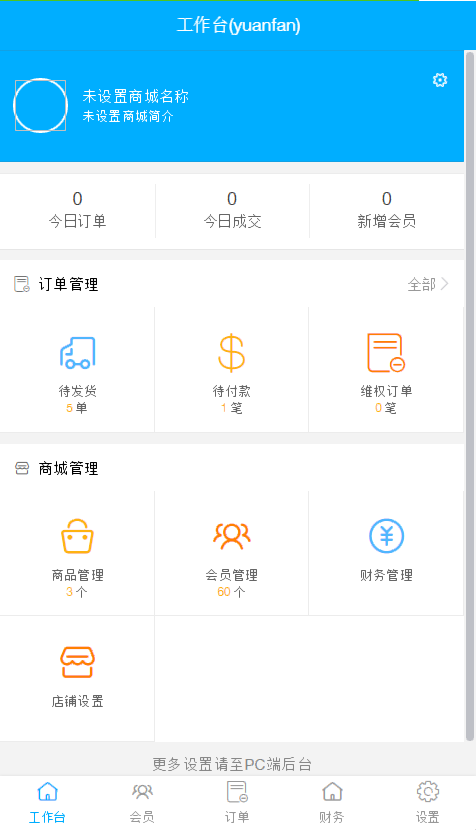 工作台(yuanfan)
未设置商城名称
未设置商城简介
0 0 0
今日订单 今日成交 新增会员
订单管理 全部
待发货 待付款 维权订单
5 单 1 笔 0 笔
商城管理
商品管理 会员管理 财务管理
3 个 60 个
店铺设置
更多设置请至PC端后台
工作台 会员 订单 财务 设置